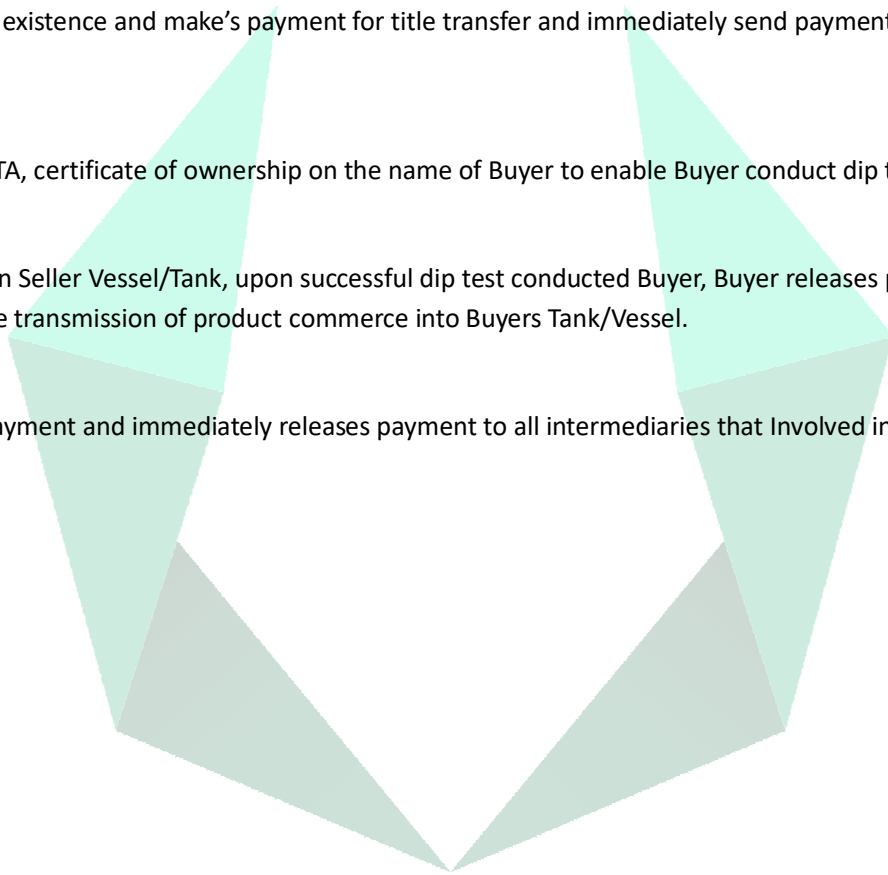 existence and make’s payment for title transfer and immediately send payment
TA, certificate of ownership on the name of Buyer to enable Buyer conduct dip
Seller Vessel/Tank, upon successful dip test conducted Buyer, Buyer releases
transmission of product commerce into Buyers Tank/Vessel.
and immediately releases payment to all intermediaries that Involved